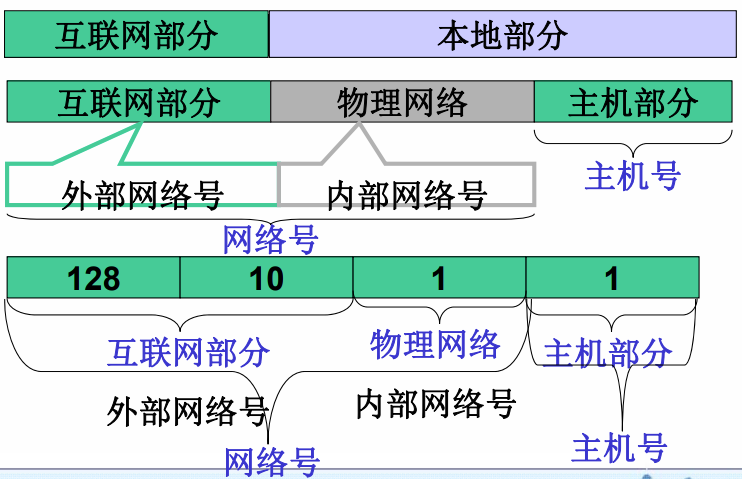 互联网部分 本地部分
互联网部分 物理网络 主机部分
主机号
外部网络号 内部网络号
网络号
128 10 1 1
互联网部分 物理网络 主机部分
外部网络号 内部网络号
网络号 主机号